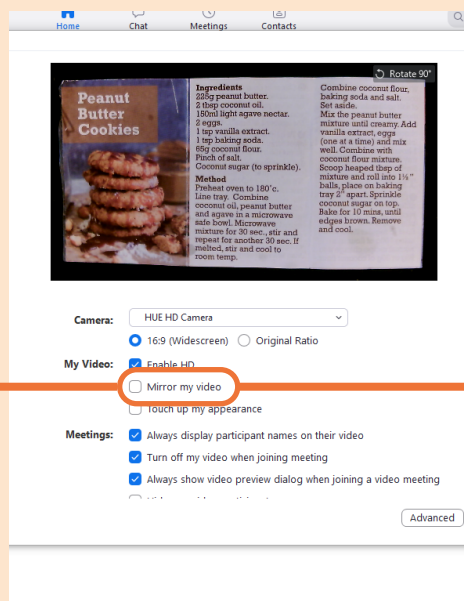 Home Chat Meetings Contacts
Rotate 90°
Peanut
Butter
Cookies
Ingredients
225g peanut butter.
2 tbsp coconut oil.
150ml light agave nectar.
2 eggs.
1 tsp vanilla extract.
1 tsp baking soda.
65g coconut flour.
Pinch of salt.
Coconut sugar (to sprinkle).
Method
Preheat oven to 180°c.
Line tray. Combine
coconut oil, peanut butter
and agave in a microwave
safe bowl. Microwave
mixture for 30 sec., stir and
repeat for another 30 sec. If
melted, stir and cool to
room temp.
Combine coconut flour,
baking soda and salt.
Set aside.
Mix the peanut butter
mixture until creamy. Add
vanilla extract, eggs
(one at a time) and mix
well. Combine with
coconut flour mixture.
Scoop heaped tbsp of
mixture and roll into 1½"
balls, place on baking
tray 2" apart. Sprinkle
coconut sugar on top.
Bake for 10 mins, until
edges brown. Remove
and cool.
Camera: HUE HD Camera
16:9 (Widescreen) Original Ratio
My Video: Enable HD
Mirror my video
Touch up my appearance
Meetings: Always display participant names on their video
Turn off my video when joining meeting
Always show video preview dialog when joining a video meeting
Advanced